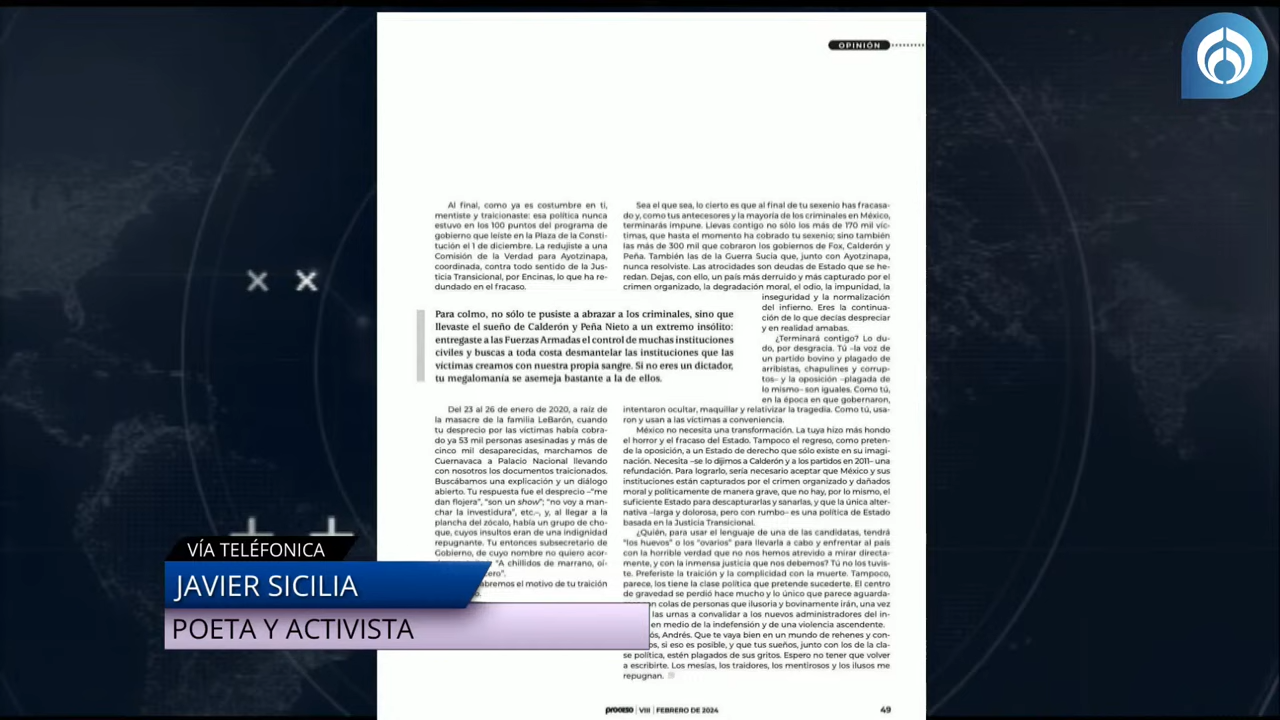 OPINIÓN
Al final, como ya es costumbre en ti,
mentiste y traicionaste: esa política nunca
estuvo en los 100 puntos del programa de
gobierno que leíste en la Plaza de la Consti-
tución el 1 de diciembre. La redujiste a una
Comisión de la Verdad para Ayotzinapa,
coordinada, contra todo sentido de la Jus-
ticia Transicional, por Encinas, lo que ha re-
dundado en el fracaso.
Para colmo, no sólo te pusiste a abrazar a los criminales, sino que
llevaste el sueño de Calderón y Peña Nieto a un extremo insólito:
entregaste a las Fuerzas Armadas el control de muchas instituciones
civiles y buscas a toda costa desmantelar las instituciones que las
víctimas creamos con nuestra propia sangre. Si no eres un dictador,
tu megalomanía se asemeja bastante a la de ellos.
Del 23 al 26 de enero de 2020, a raíz de
la masacre de la familia LeBarón, cuando
tu desprecio por las víctimas había cobra-
do ya 53 mil personas asesinadas y más de
cinco mil desaparecidas, marchamos de
Cuernavaca a Palacio Nacional llevando
con nosotros los documentos traicionados.
Buscábamos una explicación y un diálogo
abierto. Tu respuesta fue el desprecio –"me
dan flojera", "son un show"; "no voy a man-
char la investidura", etc.–, y, al llegar a la
plancha del zócalo, había un grupo de cho-
que, cuyos insultos eran de una indignidad
repugnante. Tu entonces subsecretario de
Gobierno, de cuyo nombre no quiero acor-
"A chillidos de marrano, oí-
cero".
abremos el motivo de tu traición
Sea el que sea, lo cierto es que al final de tu sexenio has fracasa-
do y, como tus antecesores y la mayoría de los criminales en México,
terminarás impune. Llevas contigo no sólo los más de 170 mil víc-
timas, que hasta el momento ha cobrado tu sexenio; sino también
las más de 300 mil que cobraron los gobiernos de Fox, Calderón y
Peña. También las de la Guerra Sucia que, junto con Ayotzinapa,
nunca resolviste. Las atrocidades son deudas de Estado que se he-
redan. Dejas, con ello, un país más derruido y más capturado por el
crimen organizado, la degradación moral, el odio, la impunidad, la
inseguridad y la normalización
del infierno. Eres la continua-
ción de lo que decías despreciar
y en realidad amabas.
¿Terminará contigo? Lo du-
do, por desgracia. Tú –la voz de
un partido bovino y plagado de
arribistas, chapulines y corrup-
tos– y la oposición –plagada de
lo mismo– son iguales. Como tú,
en la época en que gobernaron,
intentaron ocultar, maquillar y relativizar la tragedia. Como tú, usa-
ron y usan a las víctimas a conveniencia.
México no necesita una transformación. La tuya hizo más hondo
el horror y el fracaso del Estado. Tampoco el regreso, como preten-
de la oposición, a un Estado de derecho que sólo existe en su imagi-
nación. Necesita –se lo dijimos a Calderón y a los partidos en 2011– una
refundación. Para lograrlo, sería necesario aceptar que México y sus
instituciones están capturados por el crimen organizado y dañados
moral y políticamente de manera grave, que no hay, por lo mismo, el
suficiente Estado para descapturarlas y sanarlas, y que la única alter-
nativa –larga y dolorosa, pero con rumbo– es una política de Estado
basada en la Justicia Transicional.
¿Quién, para usar el lenguaje de una de las candidatas, tendrá
"los huevos" o los "ovarios" para llevarla a cabo y enfrentar al país
con la horrible verdad que no nos hemos atrevido a mirar directa-
mente, y con la inmensa justicia que nos debemos? Tú no los tuvis-
te. Preferiste la traición y la complicidad con la muerte. Tampoco,
parece, los tiene la clase política que pretende sucederte. El centro
de gravedad se perdió hace mucho y lo único que parece aguarda-
n colas de personas que ilusoria y bovinamente irán, una vez
las urnas a convalidar a los nuevos administradores del in-
en medio de la indefensión y de una violencia ascendente.
ós, Andrés. Que te vaya bien en un mundo de rehenes y con-
os, si eso es posible, y que tus sueños, junto con los de la cla-
se política, estén plagados de sus gritos. Espero no tener que volver
a escribirte. Los mesías, los traidores, los mentirosos y los ilusos me
repugnan.
VÍA TELÉFONICA
JAVIER SICILIA
POETA Y ACTIVISTA
proceso | VIII | FEBRERO DE 2024
49